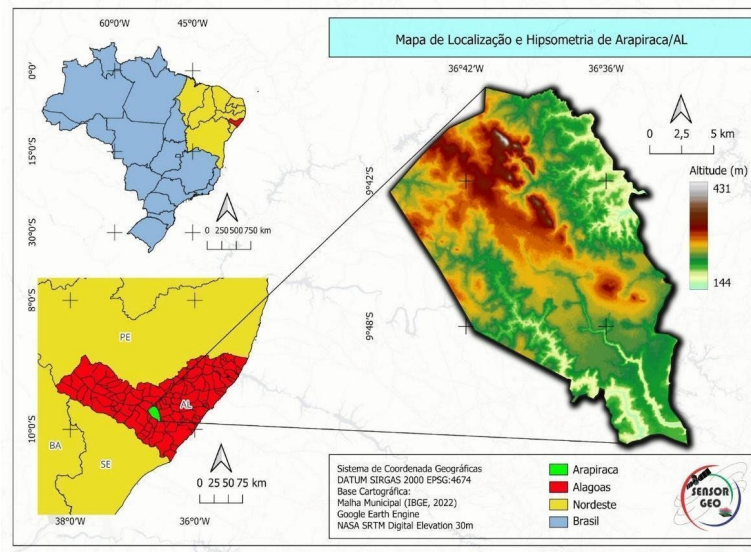 Mapa de Localização e Hipsometria de Arapiraca/AL
60°0'W 45°0'W
0°0'
15°0'S
30°0'S
0 250 500 750 km
36°42'W 36°36'W
9°42'S
9°48'S
0 2,5 5 km
Altitude (m)
431
144
8°0'S
10°0'S
38°0'W 36°0'W
PE
AL
BA
SE
0 25 50 75 km
Sistema de Coordenada Geográficas
DATUM SIRGAS 2000 EPSG:4674
Base Cartográfica:
Malha Municipal (IBGE, 2022)
Google Earth Engine
NASA SRTM Digital Elevation 30m
Arapiraca
Alagoas
Nordeste
Brasil
SENSOR
GEO